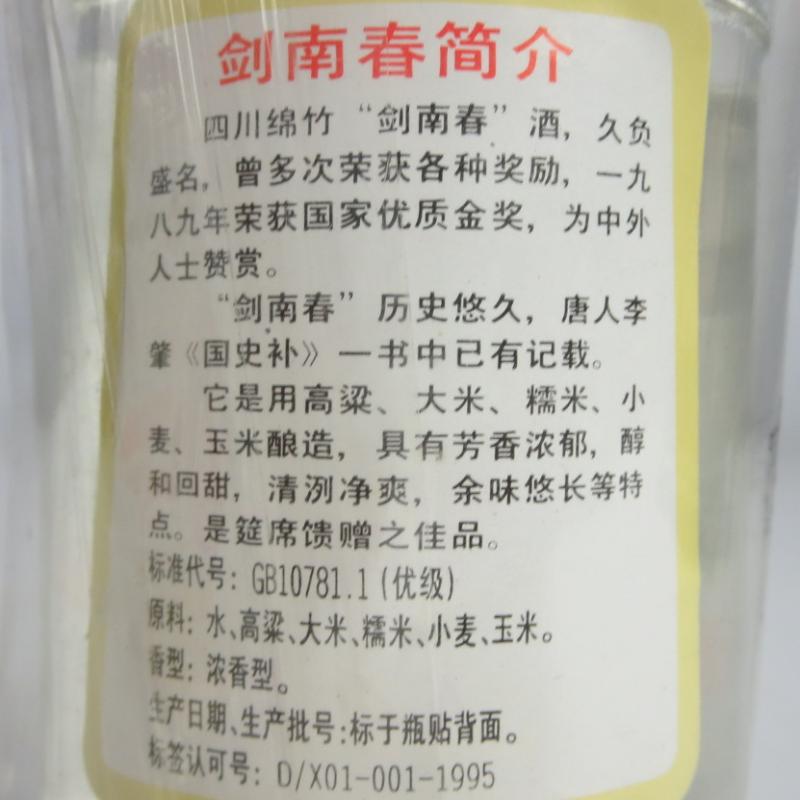 剑南春简介
四川绵竹“剑南春”酒，久负
盛名，曾多次荣获各种奖励，一九
八九年荣获国家优质金奖，为中外
人士赞赏。
“剑南春”历史悠久，唐人李
肇《国史补》一书中已有记载。
它是用高粱、大米、糯米、小
麦、玉米酿造，具有芳香浓郁，醇
和回甜，清洌净爽，余味悠长等特
点。是筵席馈赠之佳品。
标准代号：GB10781.1(优级)
原料：水、高粱、大米、糯米、小麦、玉米。
香型：浓香型。
生产日期、生产批号：标于瓶贴背面。
标签认可号：D/X01-001-1995